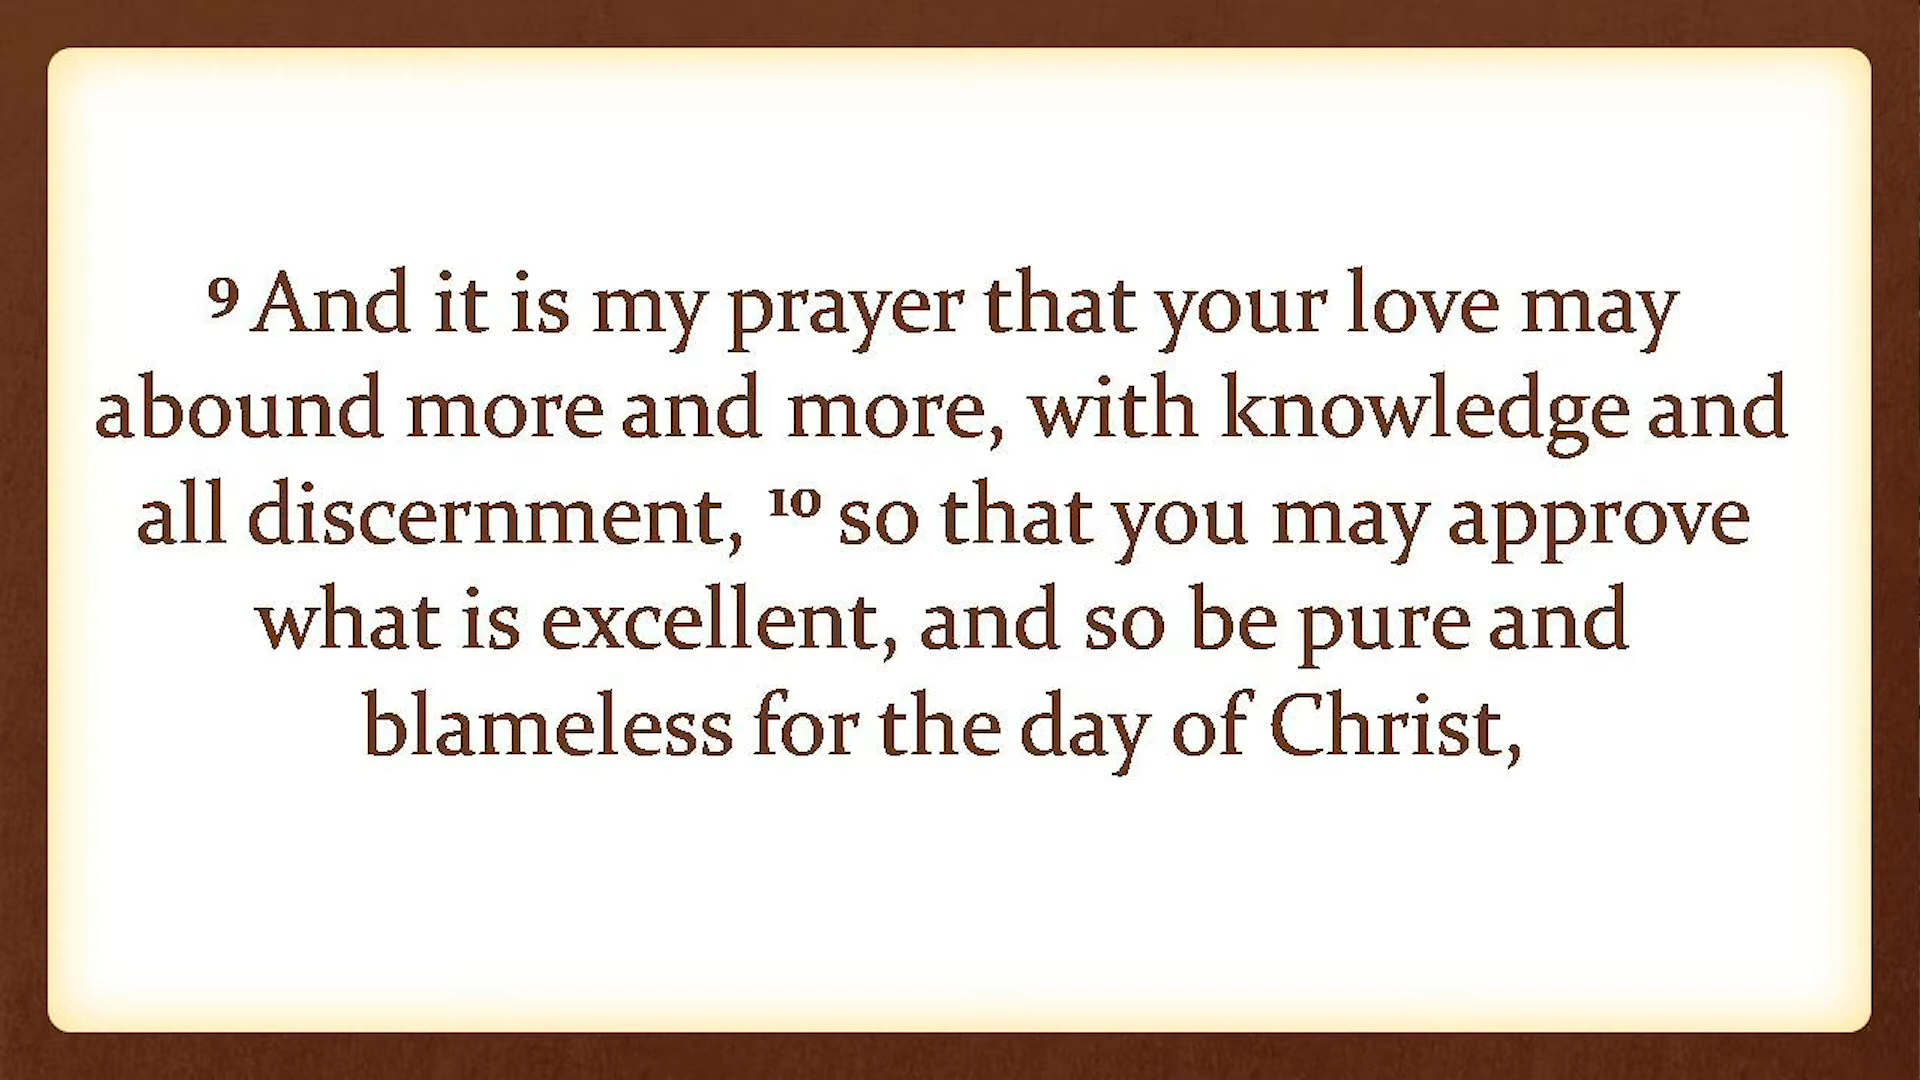 ⁹ And it is my prayer that your love may
abound more and more, with knowledge and
all discernment, ¹⁰ so that you may approve
what is excellent, and so be pure and
blameless for the day of Christ,